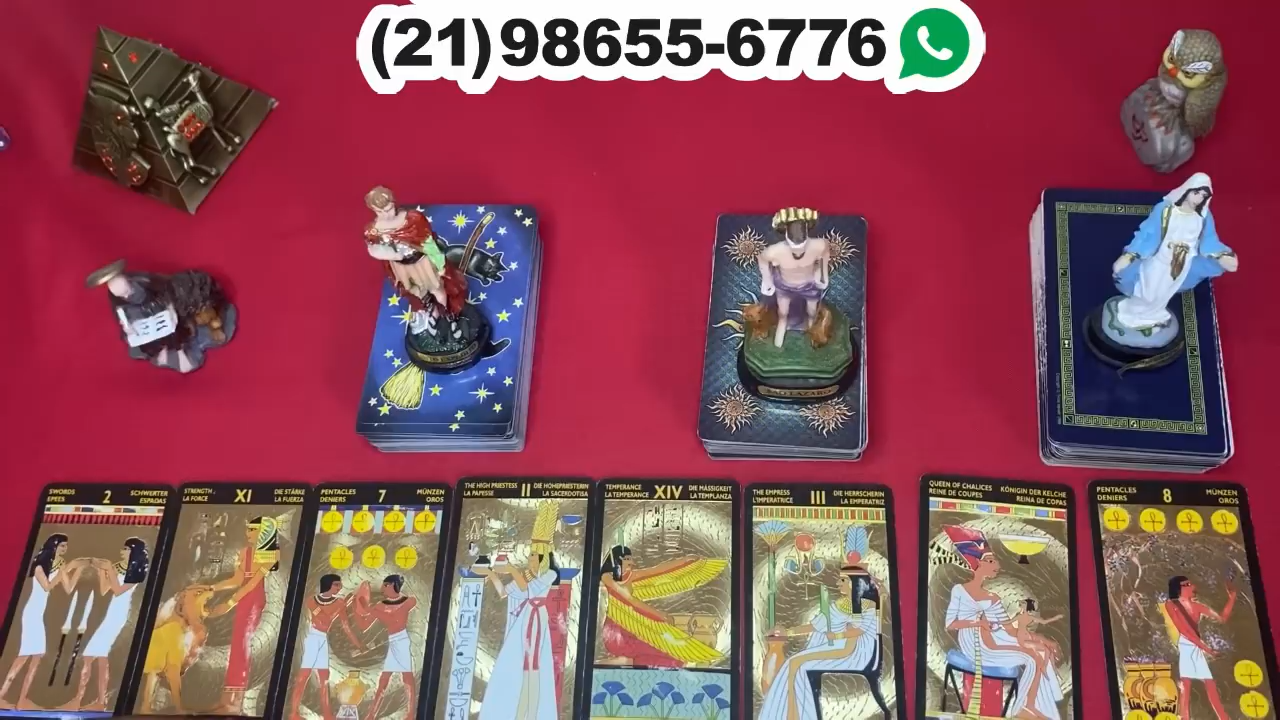 (21)98655-6776
SÃO LAZARO
SWORDS
EPEES
2
SCHWERTER
ESPADAS
STRENGTH
LA FORCE
XI
DIE STÄRKE
LA FUERZA
PENTACLES
DENIERS
7
MÜNZEN
OROS
THE HIGH PRIESTESS
LA PAPESSE
II
DIE HOHEPRIESTERIN
LA SACERDOTISA
TEMPERANCE
LA TEMPERANCE
XIV
DIE MÄSSIGKEIT
LA TEMPLANZA
THE EMPRESS
L'IMPERATRICE
III
DIE HERRSCHERIN
LA EMPERATRIZ
QUEEN OF CHALICES
REINE DE COUPES
KÖNIGIN DER KELCHE
REINA DE COPAS
PENTACLES
DENIERS
8
MÜNZEN
OROS